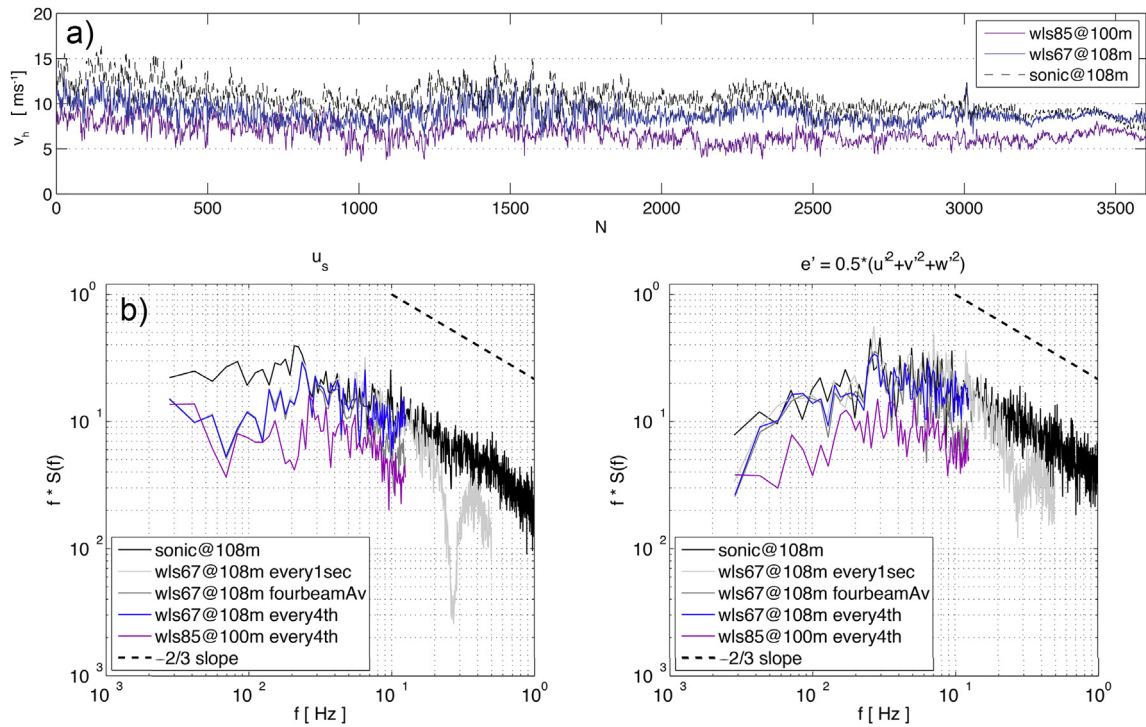 a)
v_h [ ms⁻¹]
20
15
10
5
0
wls85@100m
wls67@108m
sonic@108m
0 500 1000 1500 2000 2500 3000 3500
N
b)
u_s
f * S(f)
10⁰
10¹
10²
10³
sonic@108m
wls67@108m every1sec
wls67@108m fourbeamAv
wls67@108m every4th
wls85@100m every4th
-2/3 slope
10³ 10² 10¹ 10⁰
f [ Hz]
e' = 0.5*(u'²+v'²+w'²)
f * S(f)
10⁰
10¹
10²
10³
sonic@108m
wls67@108m every1sec
wls67@108m fourbeamAv
wls67@108m every4th
wls85@100m every4th
-2/3 slope
10³ 10² 10¹ 10⁰
f [ Hz]